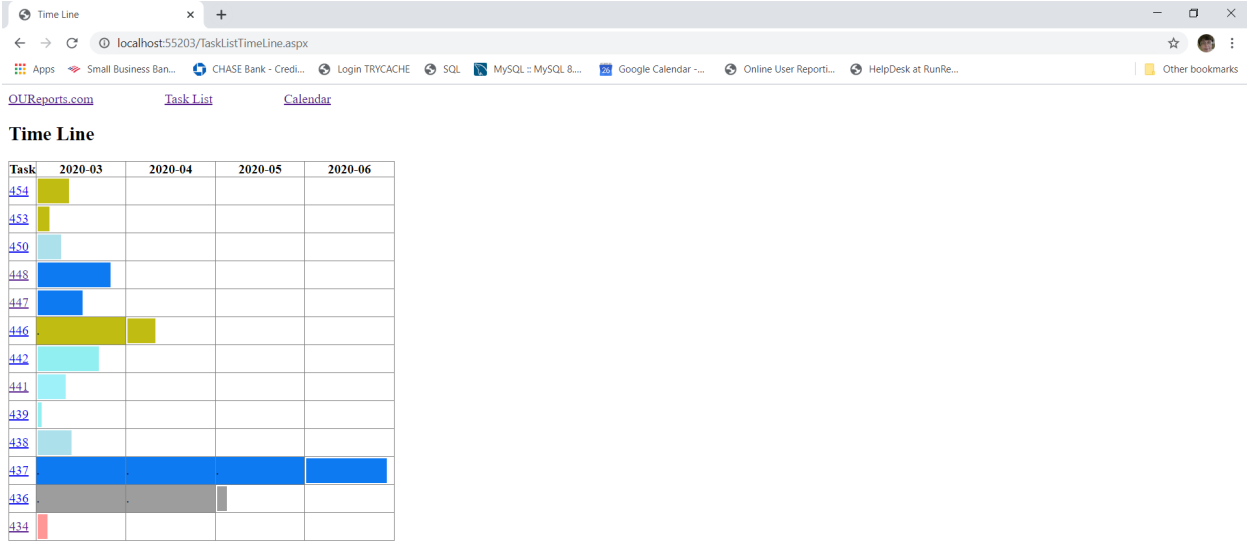 Time Line
localhost:55203/TaskListTimeLine.aspx
Apps Small Business Ban... CHASE Bank - Credi... Login TRYCACHE SQL MySQL :: MySQL 8.... 26 Google Calendar -... Online User Reporti... HelpDesk at RunRe... Other bookmarks
OUReports.com Task List Calendar
Time Line
Task 2020-03 2020-04 2020-05 2020-06
454
453
450
448
447
446 .
442
441
439
438
437 . . .
436 . .
434